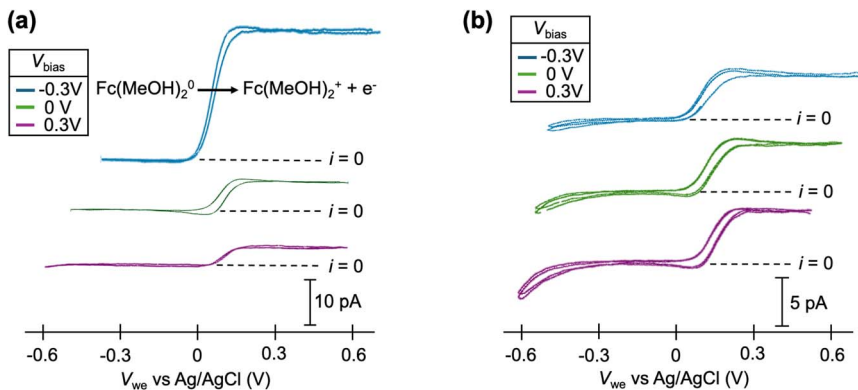 (a)
V_bias
-0.3V
0 V
0.3V
Fc(MeOH)₂⁰ → Fc(MeOH)₂⁺ + e⁻
i = 0
i = 0
i = 0
10 pA
-0.6 -0.3 0 0.3 0.6
V_we vs Ag/AgCl (V)
(b)
V_bias
-0.3V
0 V
0.3V
i = 0
i = 0
i = 0
5 pA
-0.6 -0.3 0 0.3 0.6
V_we vs Ag/AgCl (V)